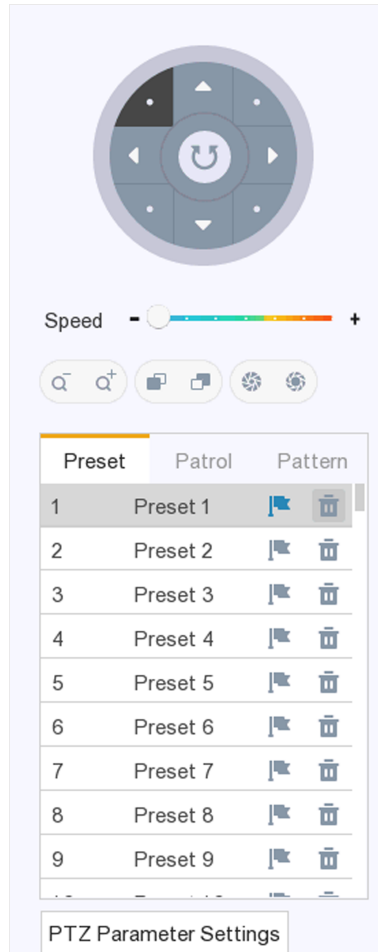 Speed - +
Preset Patrol Pattern
1 Preset 1
2 Preset 2
3 Preset 3
4 Preset 4
5 Preset 5
6 Preset 6
7 Preset 7
8 Preset 8
9 Preset 9
PTZ Parameter Settings